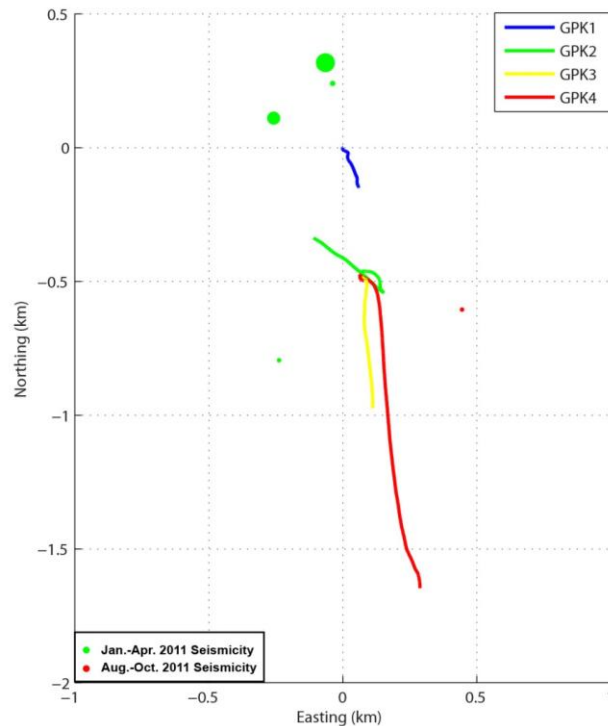 0.5
GPK1
GPK2
GPK3
GPK4
0
−0.5
Northing (km)
−1
−1.5
Jan.-Apr. 2011 Seismicity
Aug.-Oct. 2011 Seismicity
−2
−1
−0.5
0
0.5
Easting (km)